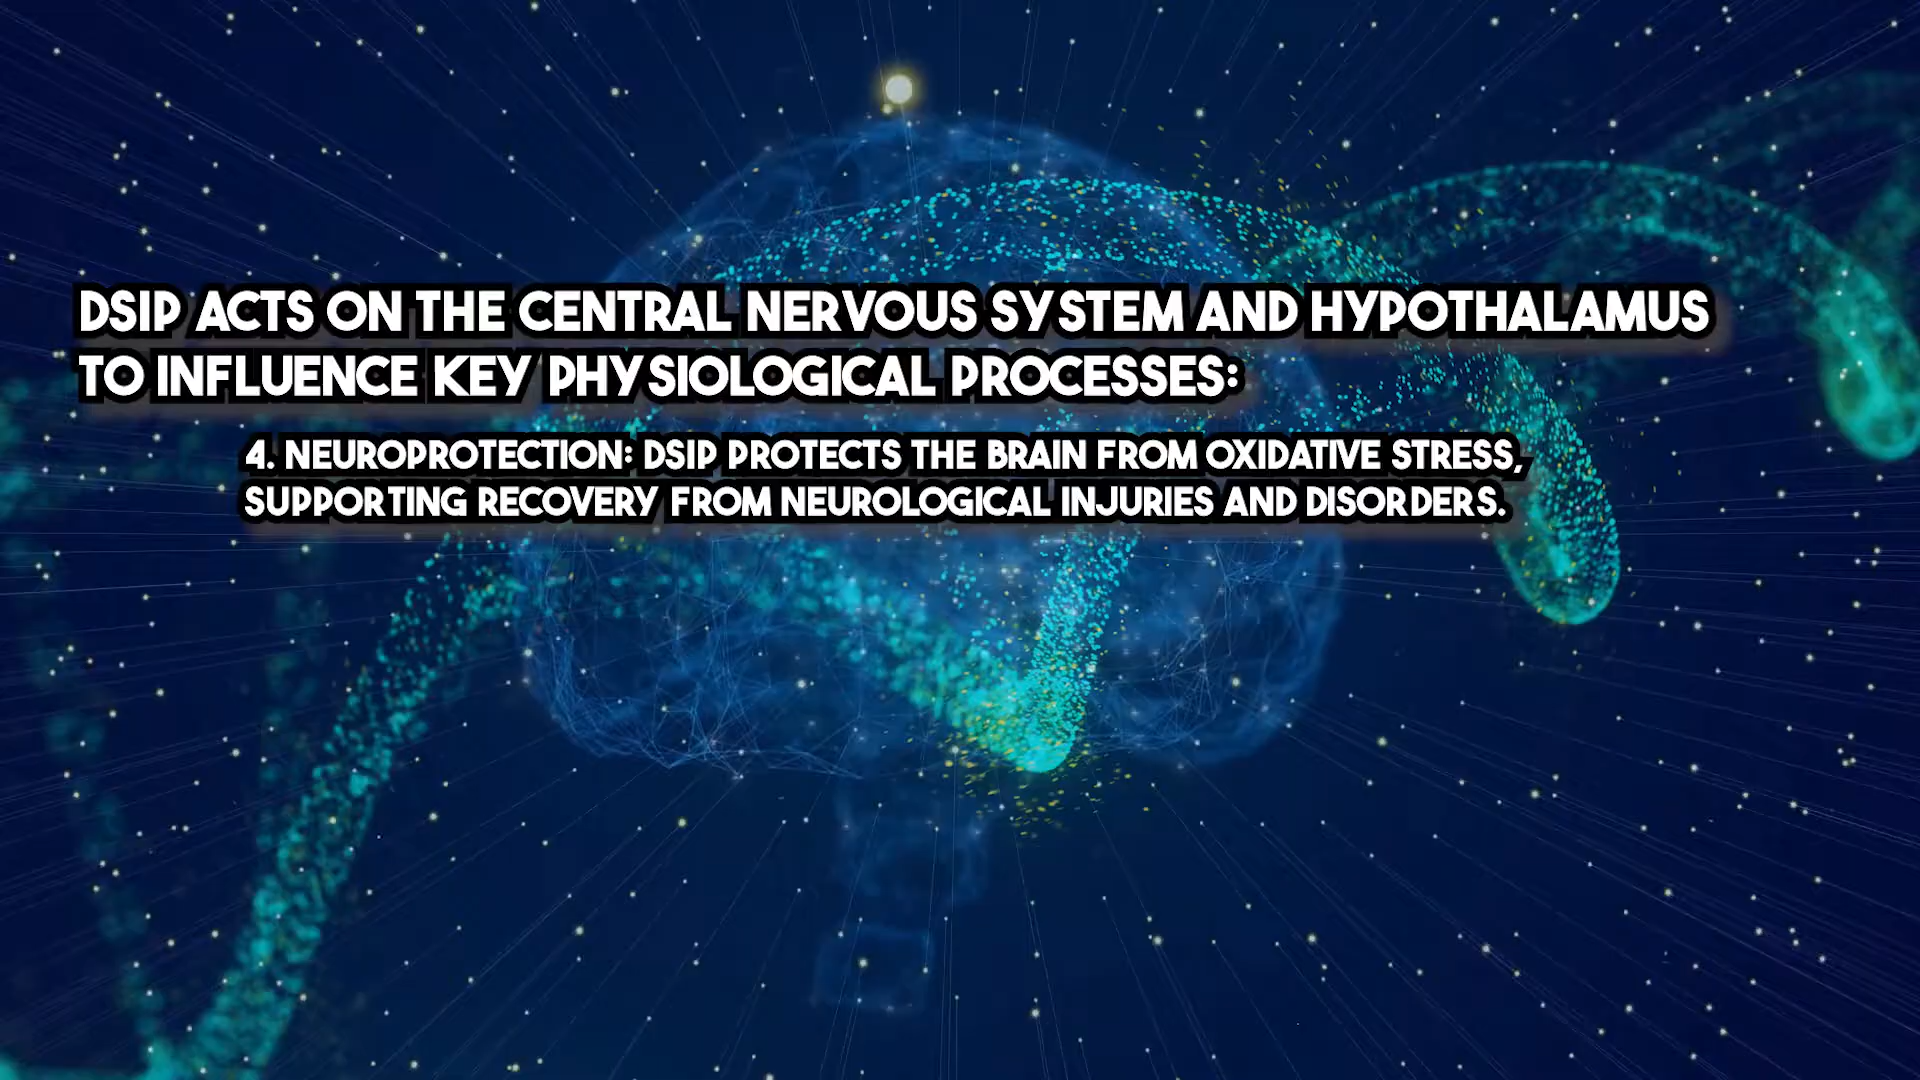 DSIP ACTS ON THE CENTRAL NERVOUS SYSTEM AND HYPOTHALAMUS
TO INFLUENCE KEY PHYSIOLOGICAL PROCESSES:
4. NEUROPROTECTION: DSIP PROTECTS THE BRAIN FROM OXIDATIVE STRESS,
SUPPORTING RECOVERY FROM NEUROLOGICAL INJURIES AND DISORDERS.